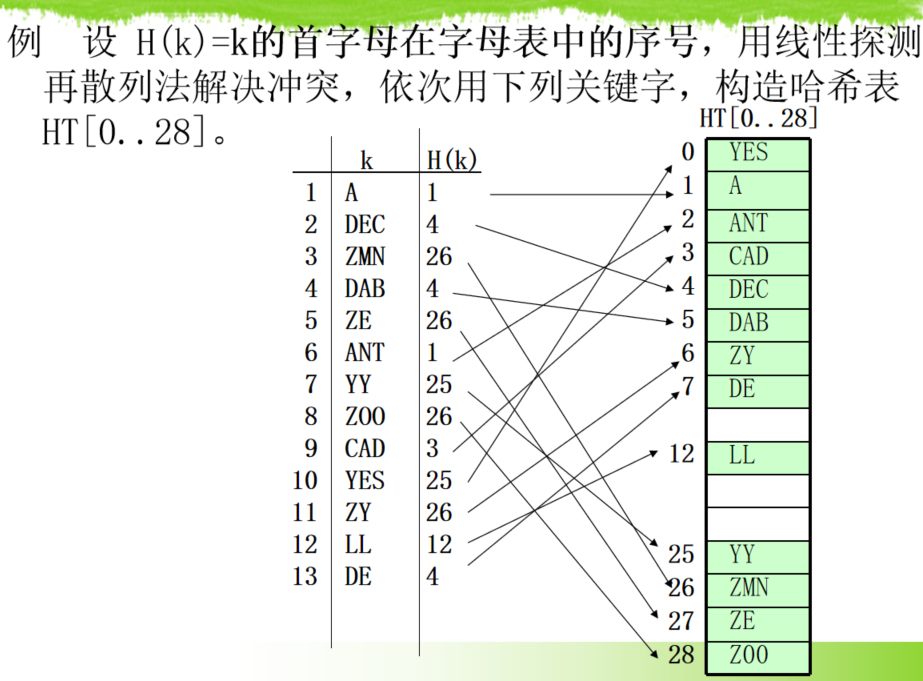 例 设 H(k)=k的首字母在字母表中的序号，用线性探测
再散列法解决冲突，依次用下列关键字，构造哈希表
HT[0..28]。
HT[0..28]
k H(k)
1 A 1
2 DEC 4
3 ZMN 26
4 DAB 4
5 ZE 26
6 ANT 1
7 YY 25
8 ZOO 26
9 CAD 3
10 YES 25
11 ZY 26
12 LL 12
13 DE 4
0 YES
1 A
2 ANT
3 CAD
4 DEC
5 DAB
6 ZY
7 DE
12 LL
25 YY
26 ZMN
27 ZE
28 ZOO